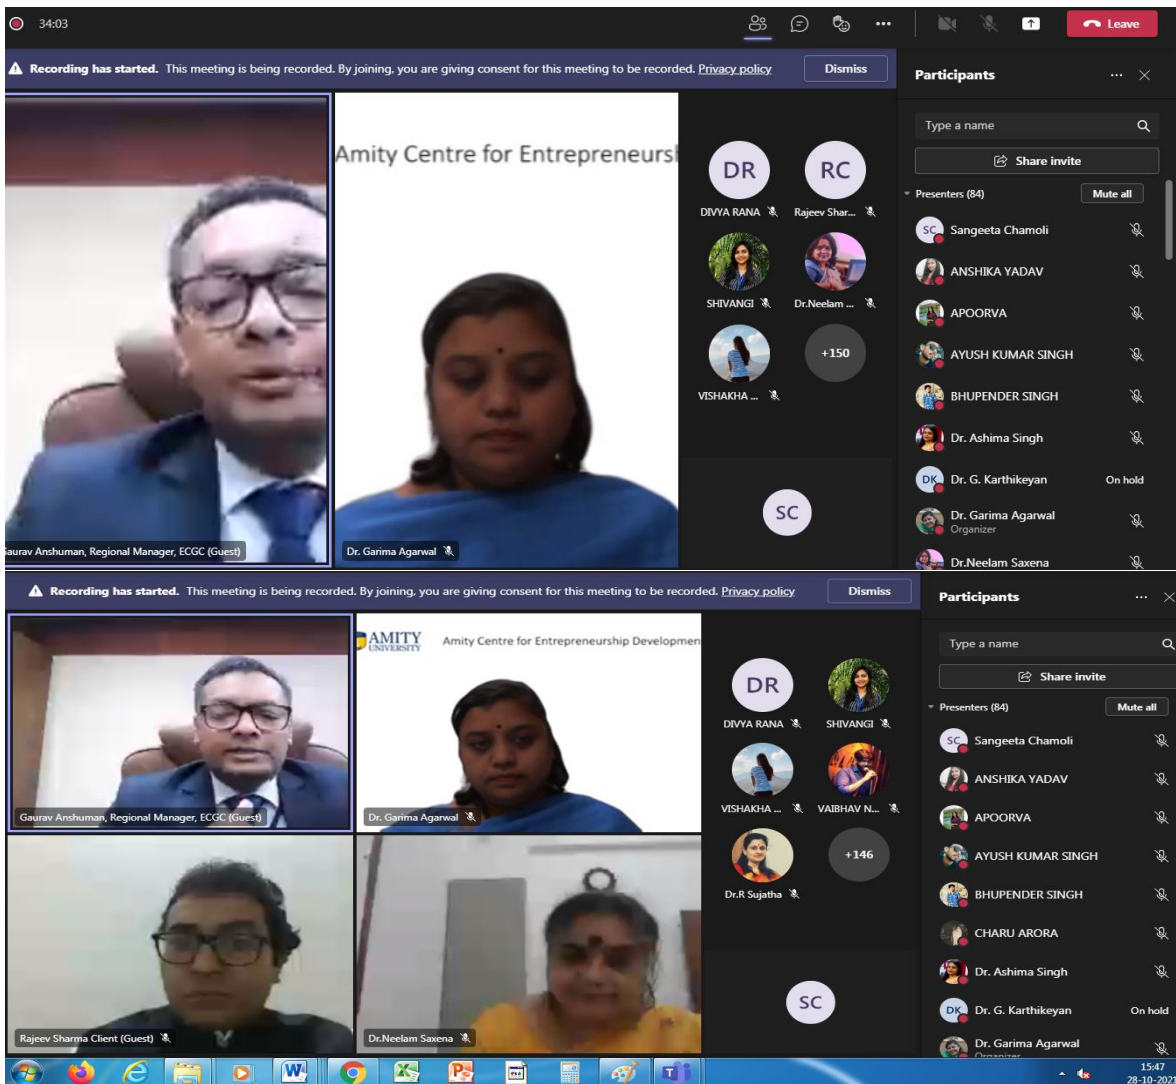 34:03
Leave
Recording has started. This meeting is being recorded. By joining, you are giving consent for this meeting to be recorded. Privacy policy
Dismiss
Amity Centre for Entrepreneurs
Gaurav Anshuman, Regional Manager, ECGC (Guest)
Dr. Garima Agarwal
DR
RC
DIVYA RANA
Rajeev Shar...
SHIVANGI
Dr.Neelam ...
VISHAKHA ...
+150
SC
Participants
Type a name
Share invite
Presenters (84)
Mute all
SC Sangeeta Chamoli
ANSHIKA YADAV
APOORVA
AYUSH KUMAR SINGH
BHUPENDER SINGH
Dr. Ashima Singh
DK Dr. G. Karthikeyan On hold
Dr. Garima Agarwal
Organizer
Dr.Neelam Saxena
Recording has started. This meeting is being recorded. By joining, you are giving consent for this meeting to be recorded. Privacy policy
Dismiss
Gaurav Anshuman, Regional Manager, ECGC (Guest)
AMITY
UNIVERSITY
Amity Centre for Entrepreneurship Developmen
Dr. Garima Agarwal
Rajeev Sharma Client (Guest)
Dr.Neelam Saxena
DR
DIVYA RANA
SHIVANGI
VISHAKHA ...
VAIBHAV N...
Dr.R Sujatha
+146
SC
Participants
Type a name
Share invite
Presenters (84)
Mute all
SC Sangeeta Chamoli
ANSHIKA YADAV
APOORVA
AYUSH KUMAR SINGH
BHUPENDER SINGH
CHARU ARORA
Dr. Ashima Singh
DK Dr. G. Karthikeyan On hold
Dr. Garima Agarwal
Organizer
15:47
28-10-2021